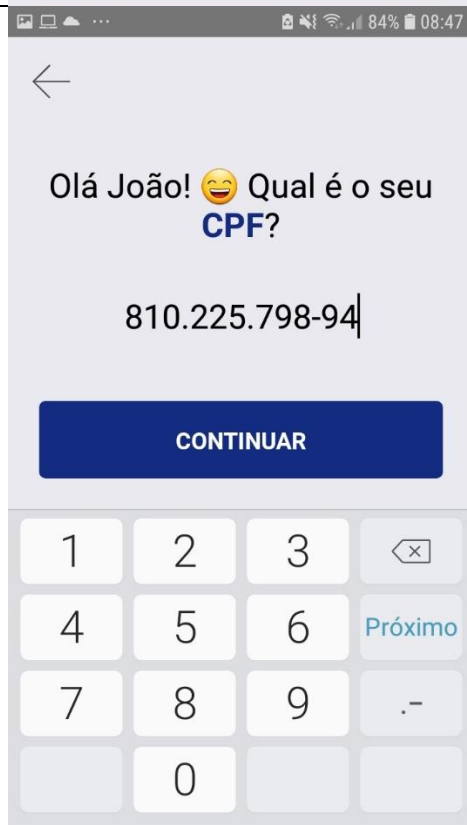 84% 08:47
Olá João! 😄 Qual é o seu
CPF?
810.225.798-94
CONTINUAR
1 2 3
4 5 6 Próximo
7 8 9 .-
0